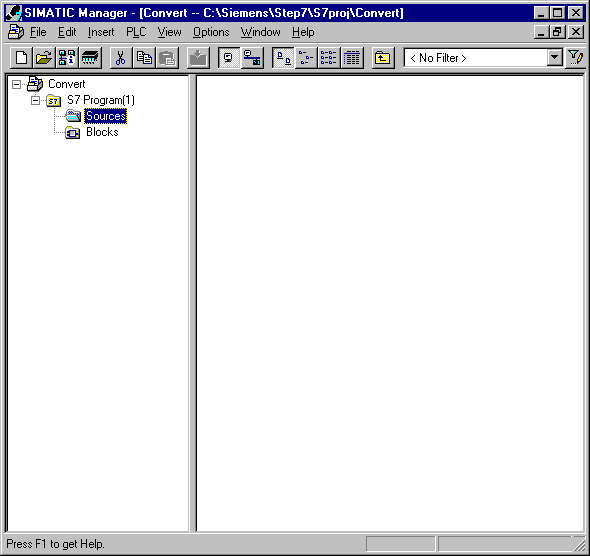 SIMATIC Manager - [Convert -- C:\Siemens\Step7\S7proj\Convert]
File Edit Insert PLC View Options Window Help
< No Filter >
Convert
S7 Program(1)
Sources
Blocks
Press F1 to get Help.